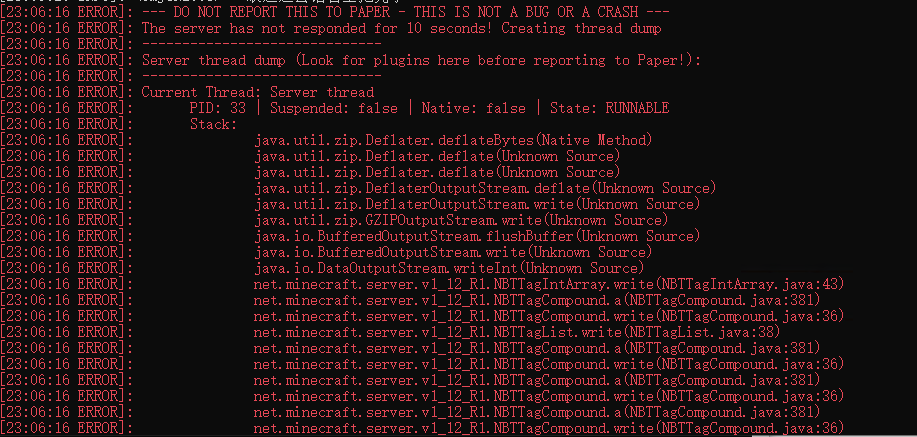 [23:06:16 ERROR]: --- DO NOT REPORT THIS TO PAPER - THIS IS NOT A BUG OR A CRASH ---
[23:06:16 ERROR]: The server has not responded for 10 seconds! Creating thread dump
[23:06:16 ERROR]: ------------------------------
[23:06:16 ERROR]: Server thread dump (Look for plugins here before reporting to Paper!):
[23:06:16 ERROR]: ------------------------------
[23:06:16 ERROR]: Current Thread: Server thread
[23:06:16 ERROR]: PID: 33 | Suspended: false | Native: false | State: RUNNABLE
[23:06:16 ERROR]: Stack:
[23:06:16 ERROR]: java.util.zip.Deflater.deflateBytes(Native Method)
[23:06:16 ERROR]: java.util.zip.Deflater.deflate(Unknown Source)
[23:06:16 ERROR]: java.util.zip.Deflater.deflate(Unknown Source)
[23:06:16 ERROR]: java.util.zip.DeflaterOutputStream.deflate(Unknown Source)
[23:06:16 ERROR]: java.util.zip.DeflaterOutputStream.write(Unknown Source)
[23:06:16 ERROR]: java.util.zip.GZIPOutputStream.write(Unknown Source)
[23:06:16 ERROR]: java.io.BufferedOutputStream.flushBuffer(Unknown Source)
[23:06:16 ERROR]: java.io.BufferedOutputStream.write(Unknown Source)
[23:06:16 ERROR]: java.io.DataOutputStream.writeInt(Unknown Source)
[23:06:16 ERROR]: net.minecraft.server.v1_12_R1.NBTTagIntArray.write(NBTTagIntArray.java:43)
[23:06:16 ERROR]: net.minecraft.server.v1_12_R1.NBTTagCompound.a(NBTTagCompound.java:381)
[23:06:16 ERROR]: net.minecraft.server.v1_12_R1.NBTTagCompound.write(NBTTagCompound.java:36)
[23:06:16 ERROR]: net.minecraft.server.v1_12_R1.NBTTagList.write(NBTTagList.java:38)
[23:06:16 ERROR]: net.minecraft.server.v1_12_R1.NBTTagCompound.a(NBTTagCompound.java:381)
[23:06:16 ERROR]: net.minecraft.server.v1_12_R1.NBTTagCompound.write(NBTTagCompound.java:36)
[23:06:16 ERROR]: net.minecraft.server.v1_12_R1.NBTTagCompound.a(NBTTagCompound.java:381)
[23:06:16 ERROR]: net.minecraft.server.v1_12_R1.NBTTagCompound.write(NBTTagCompound.java:36)
[23:06:16 ERROR]: net.minecraft.server.v1_12_R1.NBTTagCompound.a(NBTTagCompound.java:381)
[23:06:16 ERROR]: net.minecraft.server.v1_12_R1.NBTTagCompound.write(NBTTagCompound.java:36)